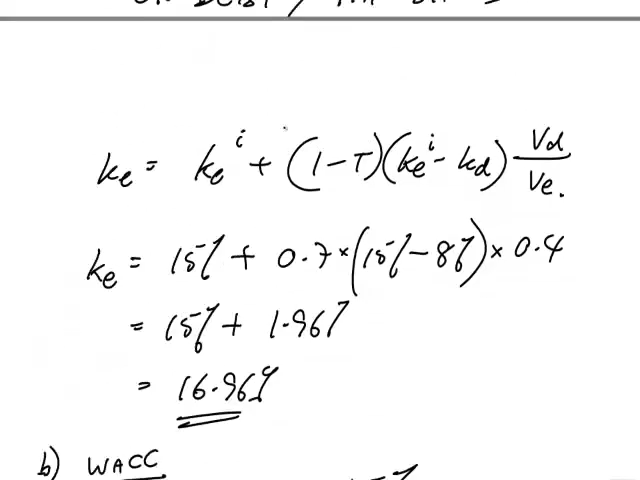 ke = ke^i + (1-T)(ke^i - kd) Vd/Ve.
ke = 15% + 0.7 × (15% - 8%) × 0.4
= 15% + 1.96%
= 16.96%
b) WACC